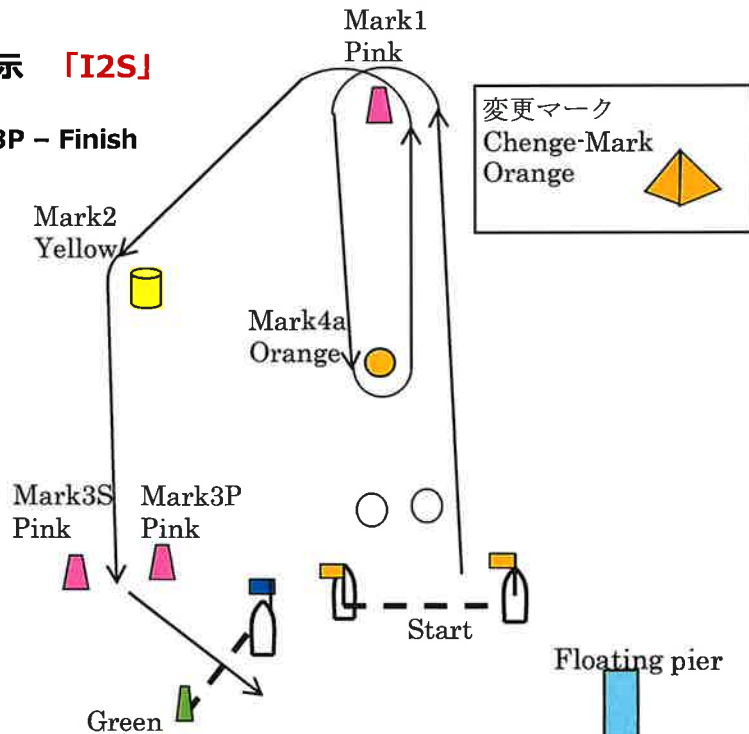 示 「I2S」
3P – Finish
Mark1
Pink
変更マーク
Chenge-Mark
Orange
Mark2
Yellow
Mark4a
Orange
Mark3S
Pink
Mark3P
Pink
Start
Floating pier
Green